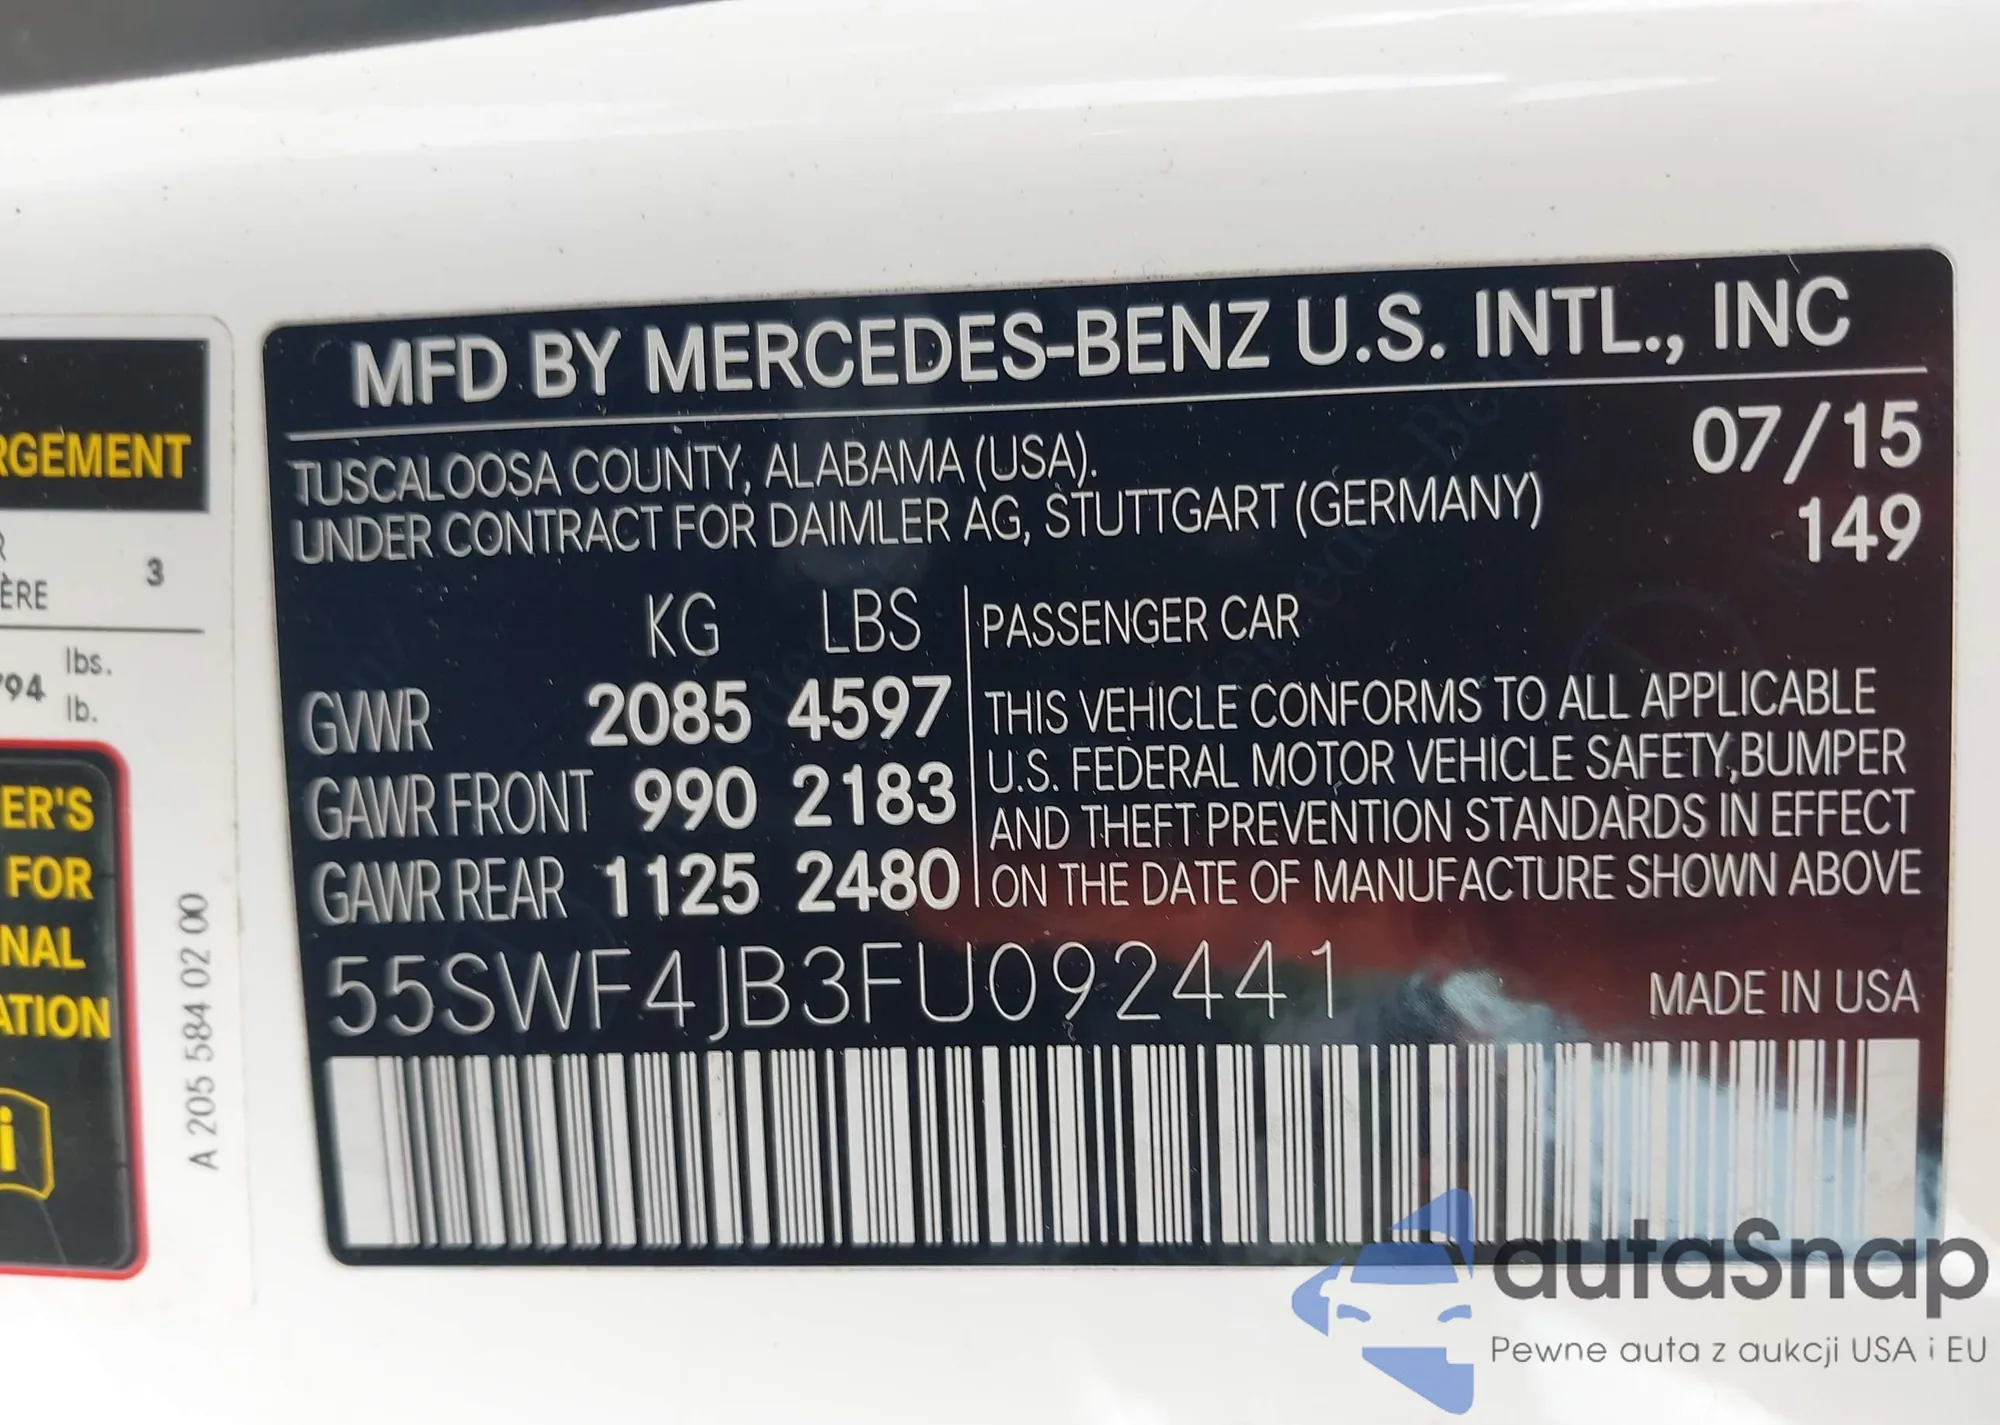 MFD BY MERCEDES-BENZ U.S. INTL., INC
TUSCALOOSA COUNTY, ALABAMA (USA).
07/15
UNDER CONTRACT FOR DAIMLER AG, STUTTGART (GERMANY)
149
KG LBS
PASSENGER CAR
GVWR 2085 4597
GAWR FRONT 990 2183
GAWR REAR 1125 2480
THIS VEHICLE CONFORMS TO ALL APPLICABLE
U.S. FEDERAL MOTOR VEHICLE SAFETY,BUMPER
AND THEFT PREVENTION STANDARDS IN EFFECT
ON THE DATE OF MANUFACTURE SHOWN ABOVE
55SWF4JB3FU092441
MADE IN USA
RGEMENT
R
ÈRE 3
794 lbs.
lb.
ER'S
FOR
NAL
ATION
i
A 205 584 02 00
autaSnap
Pewne auta z aukcji USA i EU